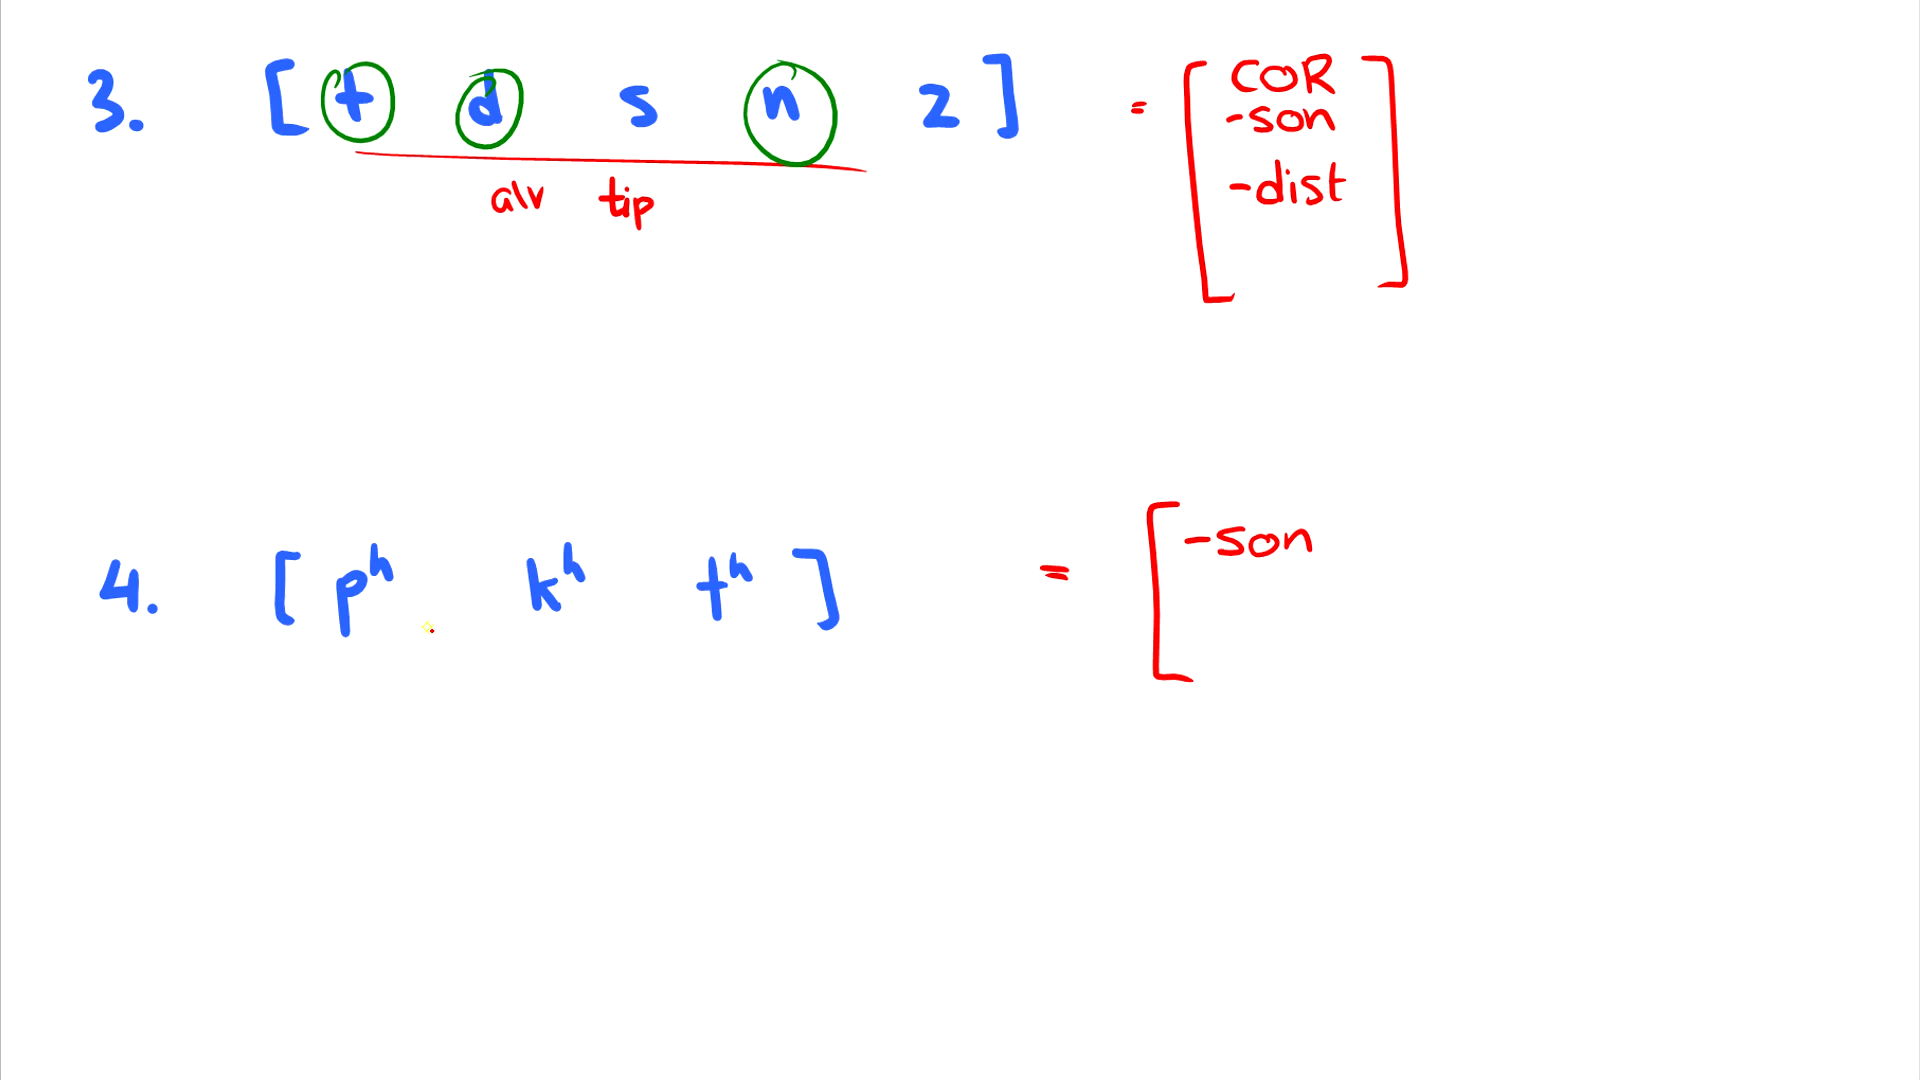 3. [ t d s n z ] = [ COR
-son
-dist ]
alv tip
4. [ pʰ kʰ tʰ ] = [ -son